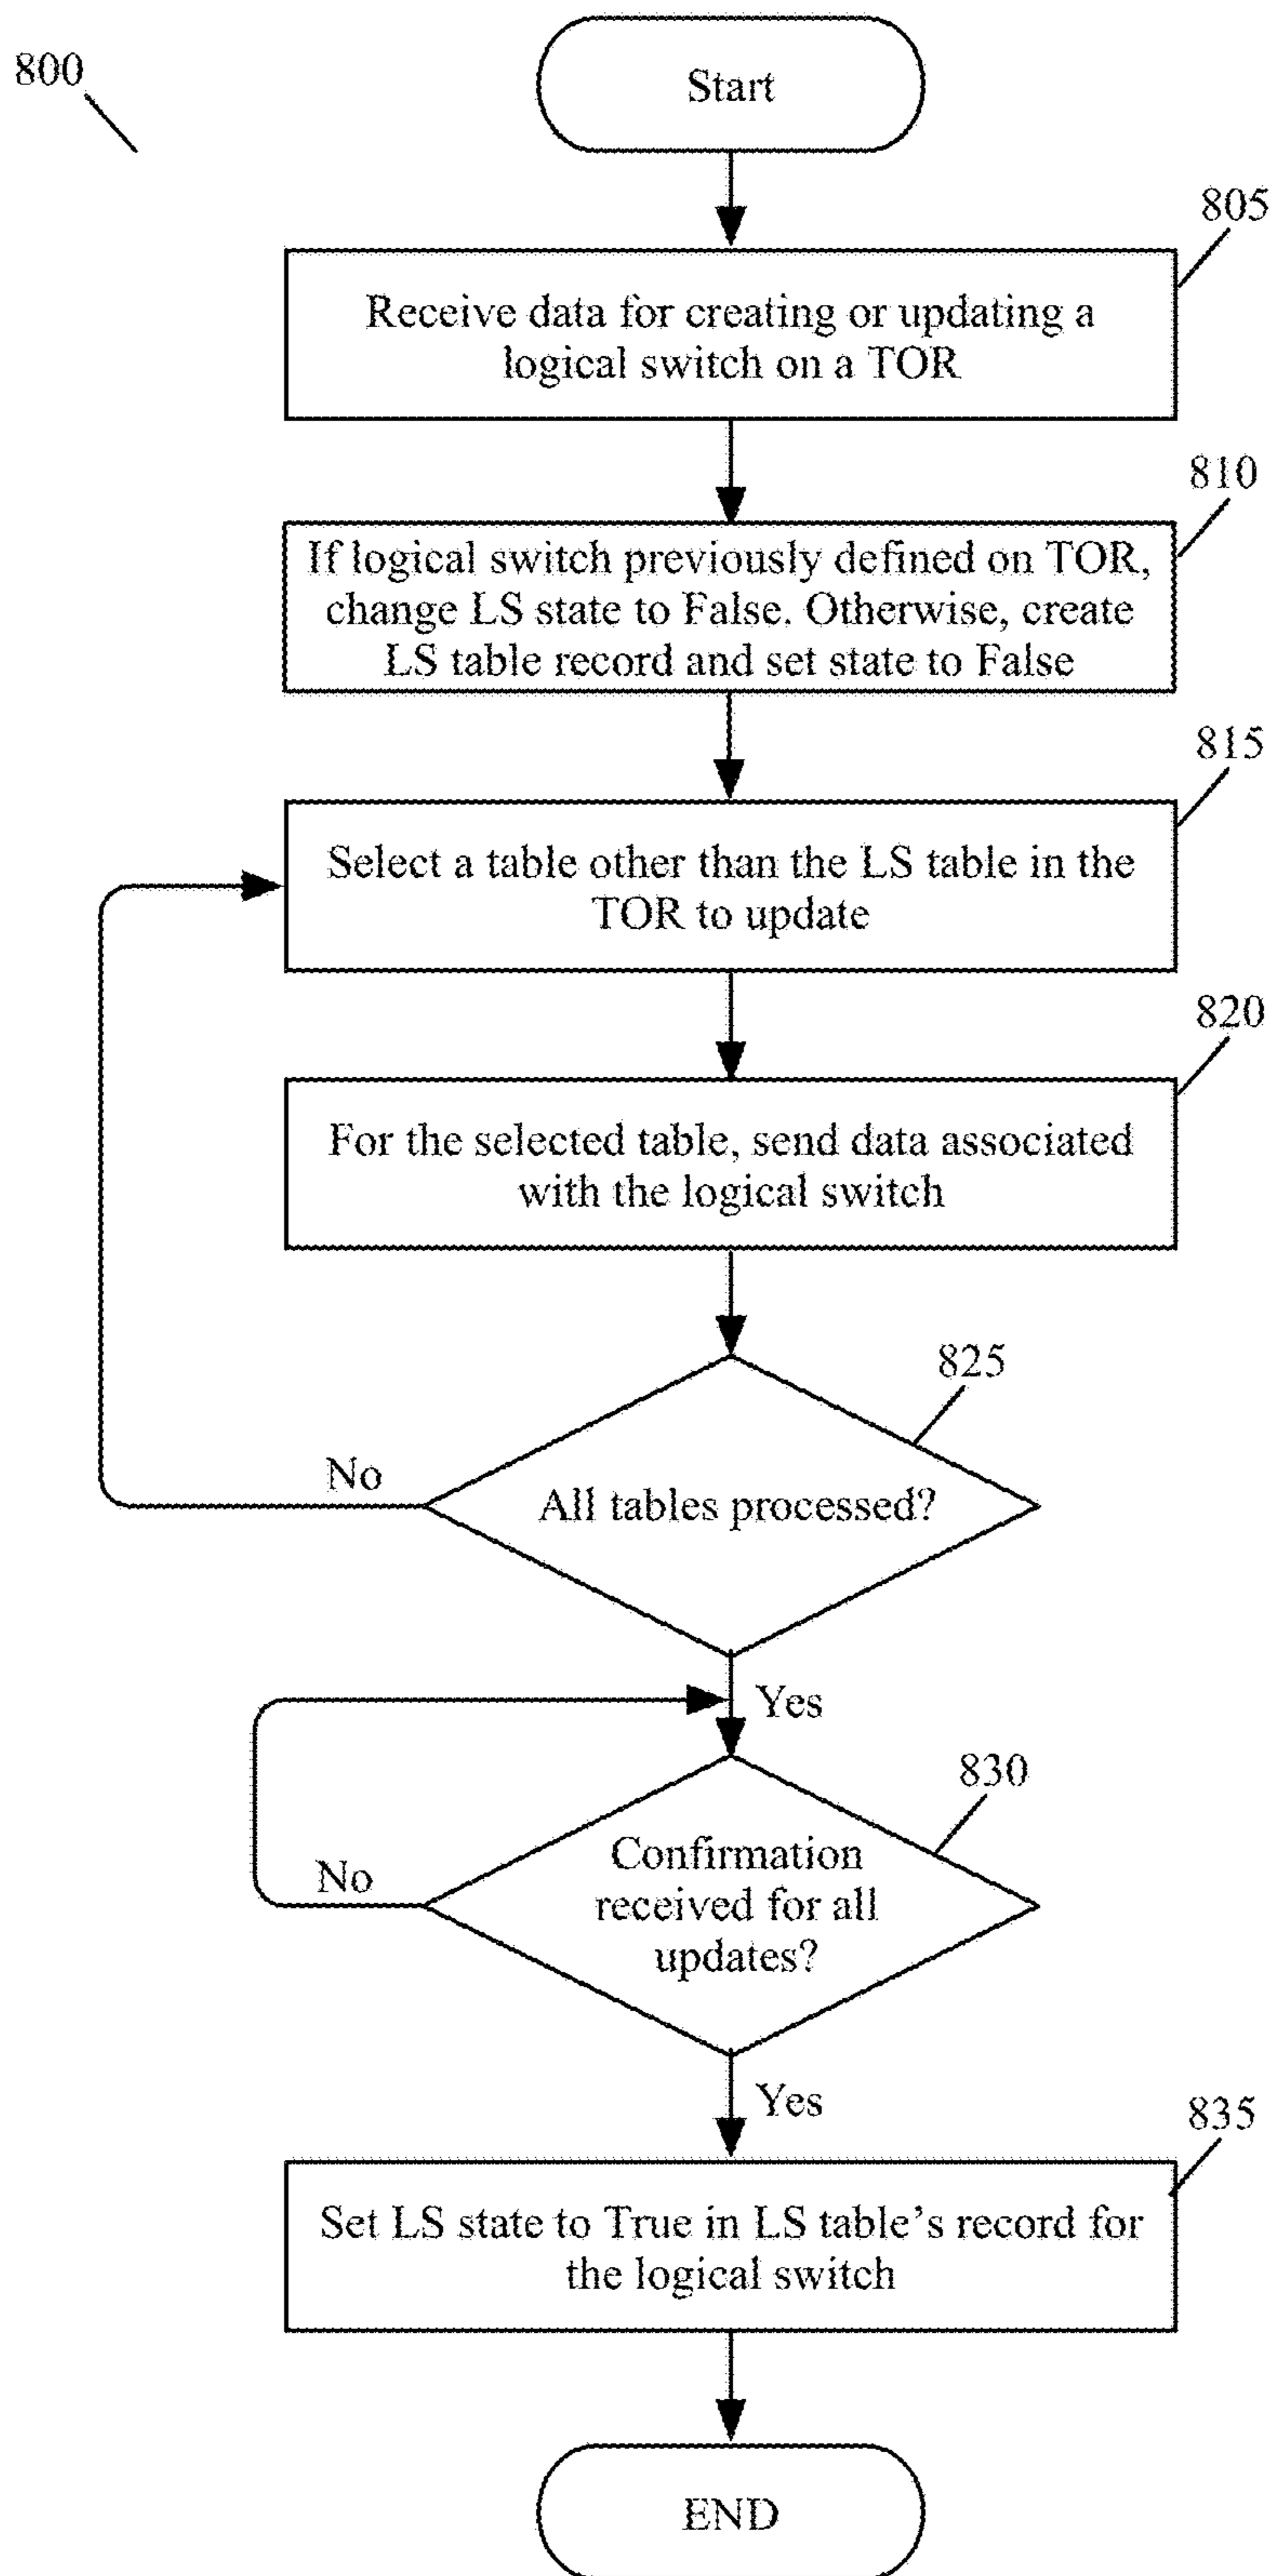 800
Start
805
Receive data for creating or updating a
logical switch on a TOR
810
If logical switch previously defined on TOR,
change LS state to False. Otherwise, create
LS table record and set state to False
815
Select a table other than the LS table in the
TOR to update
820
For the selected table, send data associated
with the logical switch
825
No
All tables processed?
Yes
830
No
Confirmation
received for all
updates?
Yes
835
Set LS state to True in LS table's record for
the logical switch
END